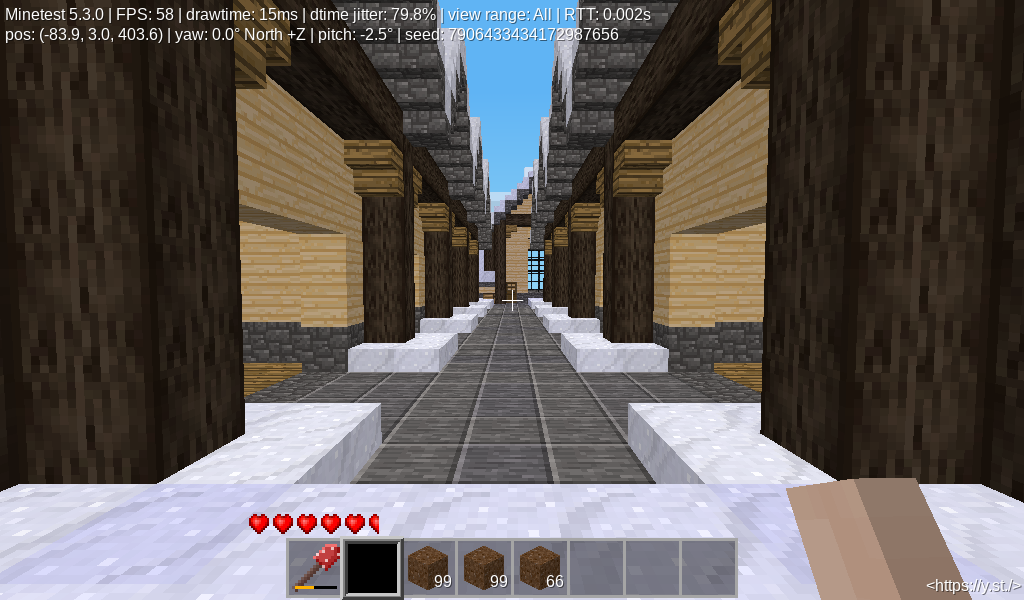 Minetest 5.3.0 | FPS: 58 | drawtime: 15ms | dtime jitter: 79.8% | view range: All | RTT: 0.002s
pos: (-83.9, 3.0, 403.6) | yaw: 0.0° North +Z | pitch: -2.5° | seed: 7906433434172987656
99 99 66
<https://y.st./>